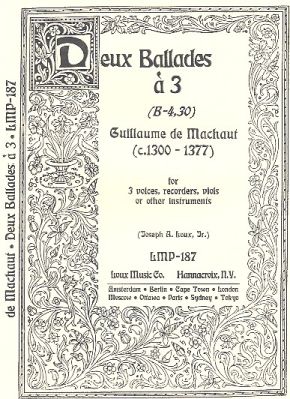 de Machaut • Deux Ballades à 3 • LMP-187
Deux Ballades
à 3
(B-4,30)
Guillaume de Machaut
(c.1300 - 1377)
for
3 voices, recorders, viols
or other instruments
(Joseph A. Loux, Jr.)
LMP-187
Loux Music Co. Hannacroix, N.Y.
Amsterdam • Berlin • Cape Town • London
Moscow • Ottawa • Paris • Sydney • Tokyo